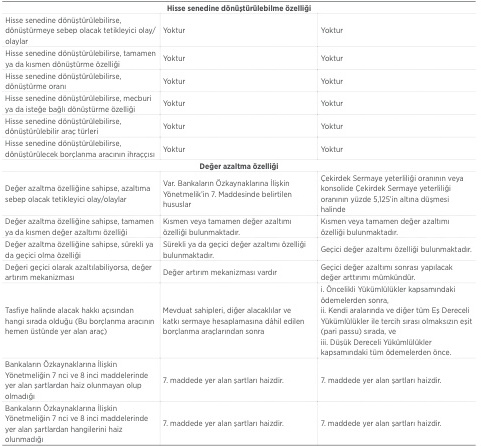 Hisse senedine dönüştürülebilme özelliği
Hisse senedine dönüştürülebilirse,
dönüştürmeye sebep olacak tetikleyici olay/
olaylar
Yoktur
Yoktur
Hisse senedine dönüştürülebilirse, tamamen
ya da kısmen dönüştürme özelliği
Yoktur
Yoktur
Hisse senedine dönüştürülebilirse,
dönüştürme oranı
Yoktur
Yoktur
Hisse senedine dönüştürülebilirse, mecburi
ya da isteğe bağlı dönüştürme özelliği
Yoktur
Yoktur
Hisse senedine dönüştürülebilirse,
dönüştürülebilir araç türleri
Yoktur
Yoktur
Hisse senedine dönüştürülebilirse,
dönüştürülecek borçlanma aracının ihraççısı
Yoktur
Yoktur
Değer azaltma özelliği
Değer azaltma özelliğine sahipse, azaltıma
sebep olacak tetikleyici olay/olaylar
Var. Bankaların Özkaynaklarına İlişkin
Yönetmelik'in 7. Maddesinde belirtilen
hususlar
Çekirdek Sermaye yeterliliği oranının veya
konsolide Çekirdek Sermaye yeterliliği
oranının yüzde 5,125'in altına düşmesi
halinde
Değer azaltma özelliğine sahipse, tamamen
ya da kısmen değer azaltımı özelliği
Kısmen veya tamamen değer azaltımı
özelliği bulunmaktadır.
Kısmen veya tamamen değer azaltımı
özelliği bulunmaktadır.
Değer azaltma özelliğine sahipse, sürekli ya
da geçici olma özelliği
Sürekli ya da geçici değer azaltımı özelliği
bulunmaktadır.
Geçici değer azaltımı özelliği bulunmaktadır.
Değeri geçici olarak azaltılabiliyorsa, değer
artırım mekanizması
Değer artırım mekanizması vardır
Geçici değer azaltımı sonrası yapılacak
değer arttırımı mümkündür.
Tasfiye halinde alacak hakkı açısından
hangi sırada olduğu (Bu borçlanma aracının
hemen üstünde yer alan araç)
Mevduat sahipleri, diğer alacaklılar ve
katkı sermaye hesaplamasına dâhil edilen
borçlanma araçlarından sonra
i. Öncelikli Yükümlülükler kapsamındaki
ödemelerden sonra,
ii. Kendi aralarında ve diğer tüm Eş Dereceli
Yükümlülükler ile tercih sırası olmaksızın eşit
(pari passu) sırada, ve
iii. Düşük Dereceli Yükümlülükler
kapsamındaki tüm ödemelerden önce.
Bankaların Özkaynaklarına İlişkin
Yönetmeliğin 7 nci ve 8 inci maddelerinde
yer alan şartlardan haiz olunmayan olup
olmadığı
7. maddede yer alan şartları haizdir.
7. maddede yer alan şartları haizdir.
Bankaların Özkaynaklarına İlişkin
Yönetmeliğin 7 nci ve 8 inci maddelerinde
yer alan şartlardan hangilerini haiz
olunmadığı
7. maddede yer alan şartları haizdir.
7. maddede yer alan şartları haizdir.